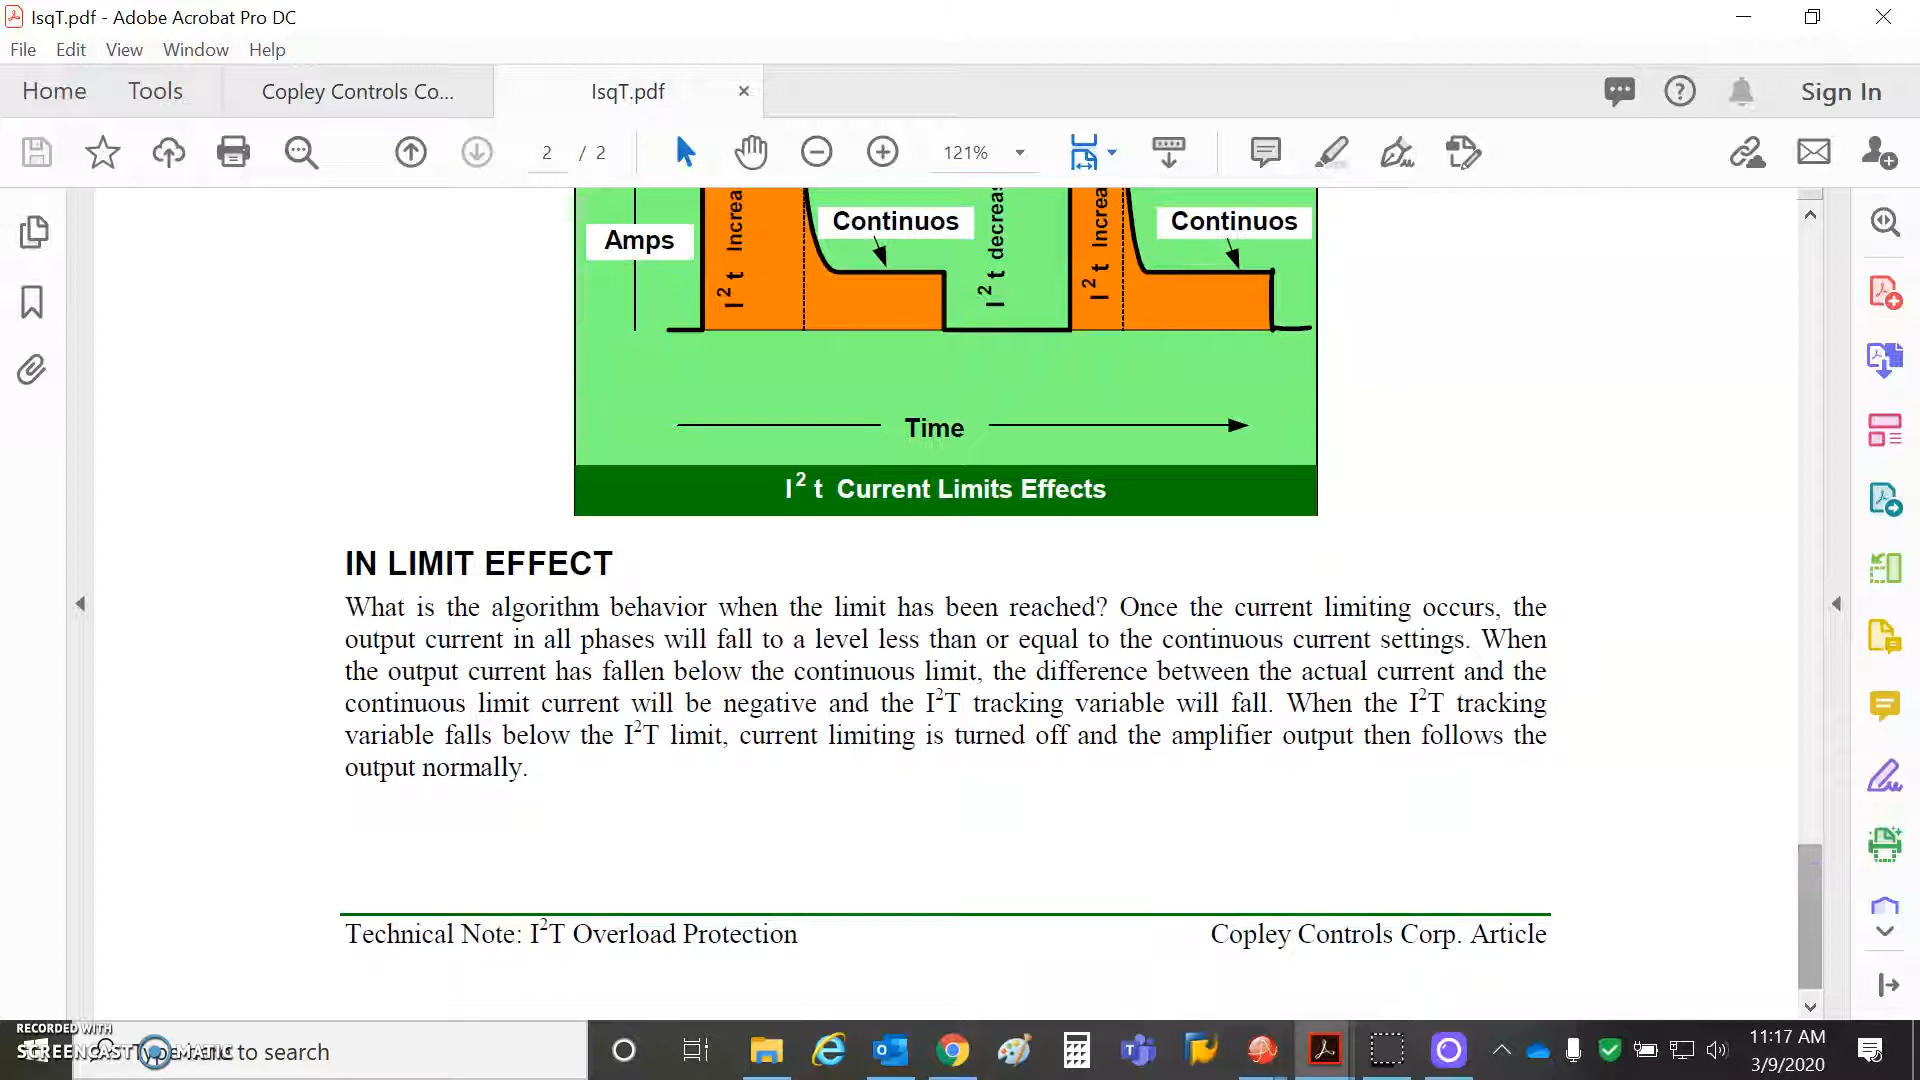 IsqT.pdf - Adobe Acrobat Pro DC
File Edit View Window Help
Home Tools Copley Controls Co... IsqT.pdf × Sign In
2 / 2 121%
Amps
I² t Increa
Continuos
I² t decreas
I² t Increa
Continuos
Time
I² t Current Limits Effects
IN LIMIT EFFECT
What is the algorithm behavior when the limit has been reached? Once the current limiting occurs, the
output current in all phases will fall to a level less than or equal to the continuous current settings. When
the output current has fallen below the continuous limit, the difference between the actual current and the
continuous limit current will be negative and the I²T tracking variable will fall. When the I²T tracking
variable falls below the I²T limit, current limiting is turned off and the amplifier output then follows the
output normally.
Technical Note: I²T Overload Protection Copley Controls Corp. Article
RECORDED WITH
SCREENCAST MATIC
to search
11:17 AM
3/9/2020